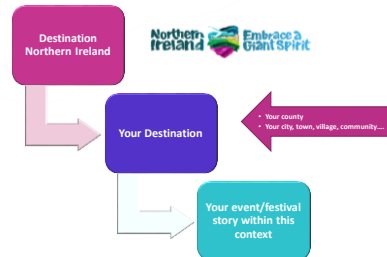 Destination
Northern Ireland
Northern Ireland
Embrace a Giant Spirit
Your Destination
• Your county
• Your city, town, village, community....
Your event/festival
story within this
context